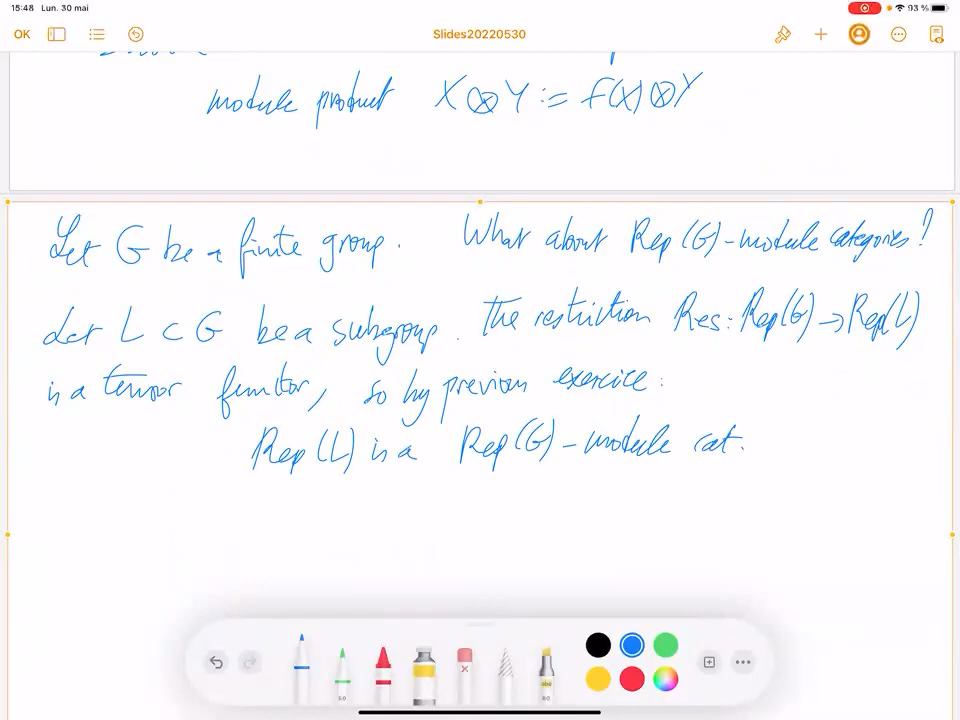 15:48 Lun. 30 mai
93 %
OK
Slides20220530
module product X ⊗ Y := f(X) ⊗ Y
Let G be a finite group. What about Rep(G)-module categories?
Let L ⊂ G be a subgroup. The restriction Res: Rep(G) → Rep(L)
is a tensor functor, so by previous exercice:
Rep(L) is a Rep(G)-module cat.